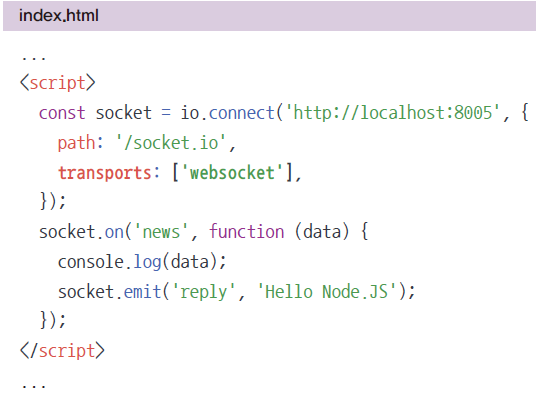 index.html
...
<script>
const socket = io.connect('http://localhost:8005', {
path: '/socket.io',
transports: ['websocket'],
});
socket.on('news', function (data) {
console.log(data);
socket.emit('reply', 'Hello Node.JS');
});
</script>
...